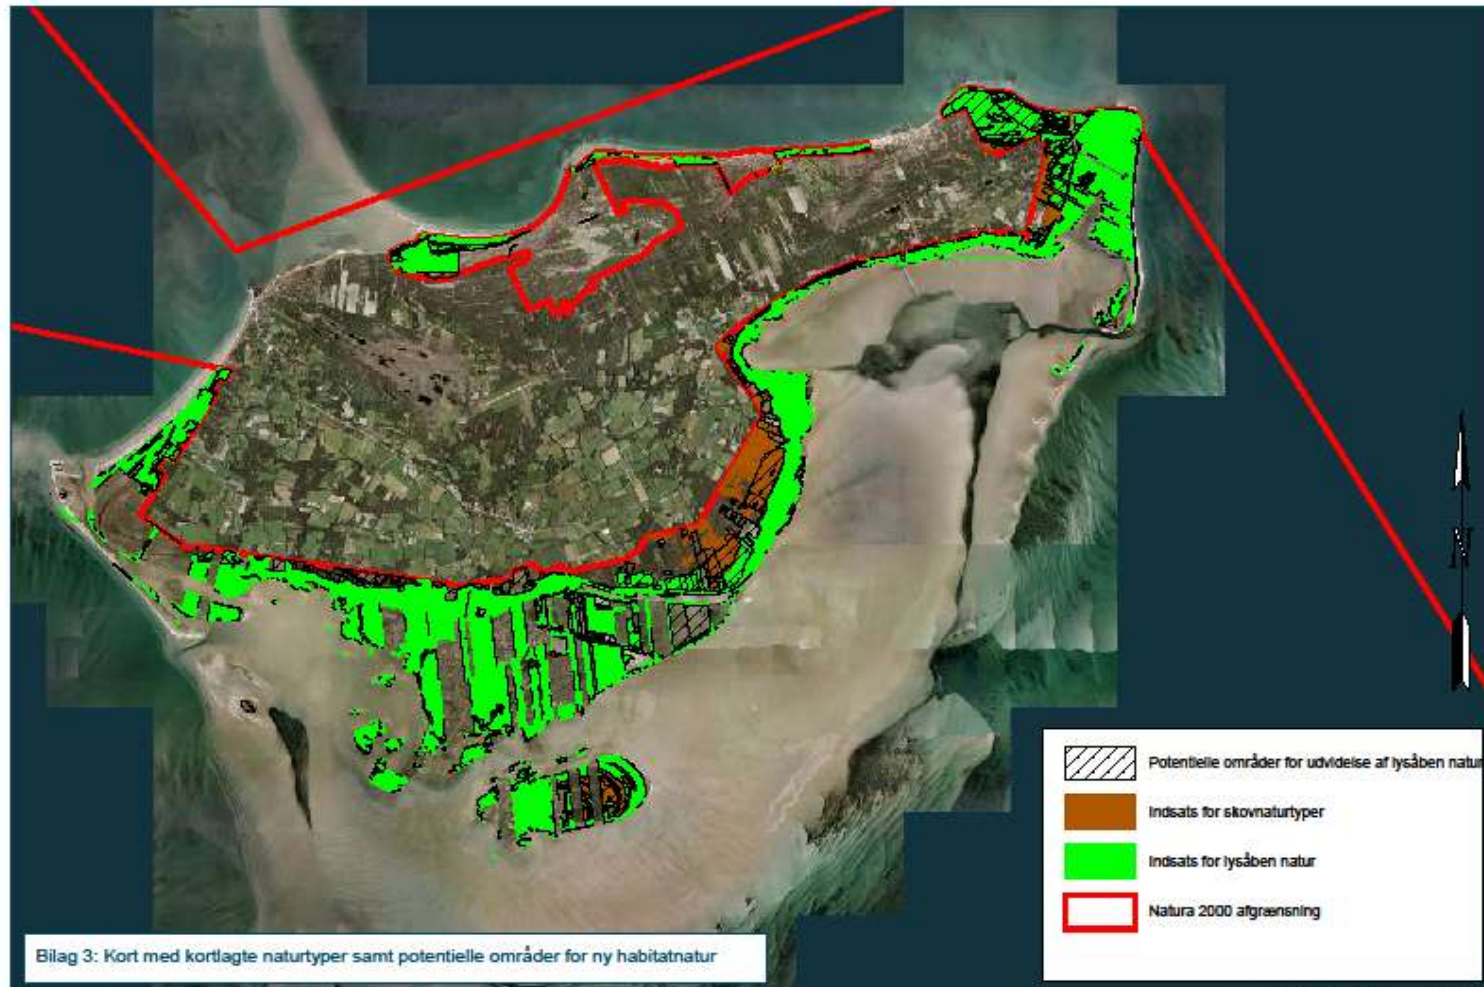 N
Potentielle områder for udvidelse af lysåben natur
Indsats for skovnaturtyper
Indsats for lysåben natur
Natura 2000 afgrænsning
Bilag 3: Kort med kortlagte naturtyper samt potentielle områder for ny habitatnatur